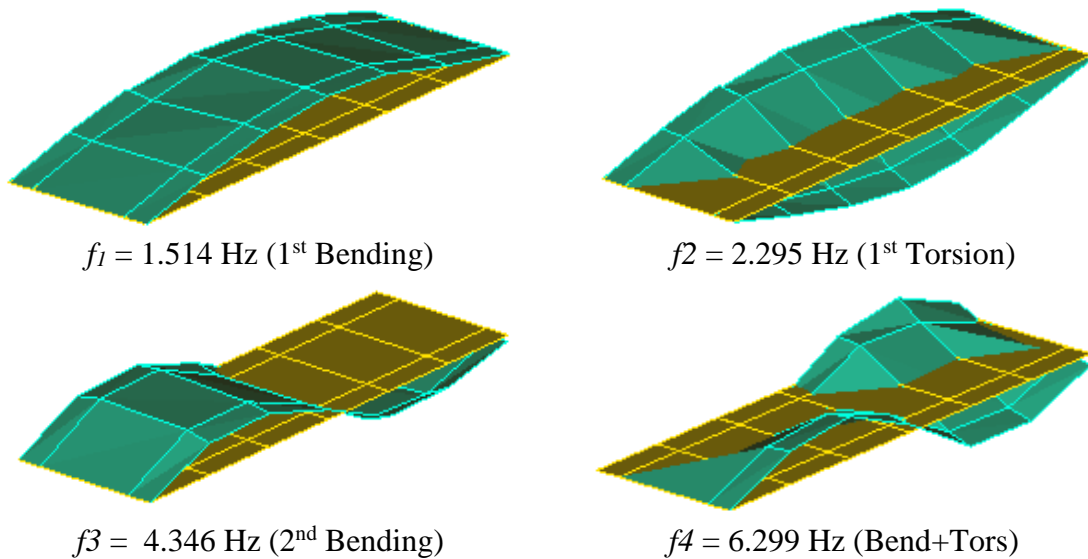 f1 = 1.514 Hz (1st Bending)
f2 = 2.295 Hz (1st Torsion)
f3 = 4.346 Hz (2nd Bending)
f4 = 6.299 Hz (Bend+Tors)